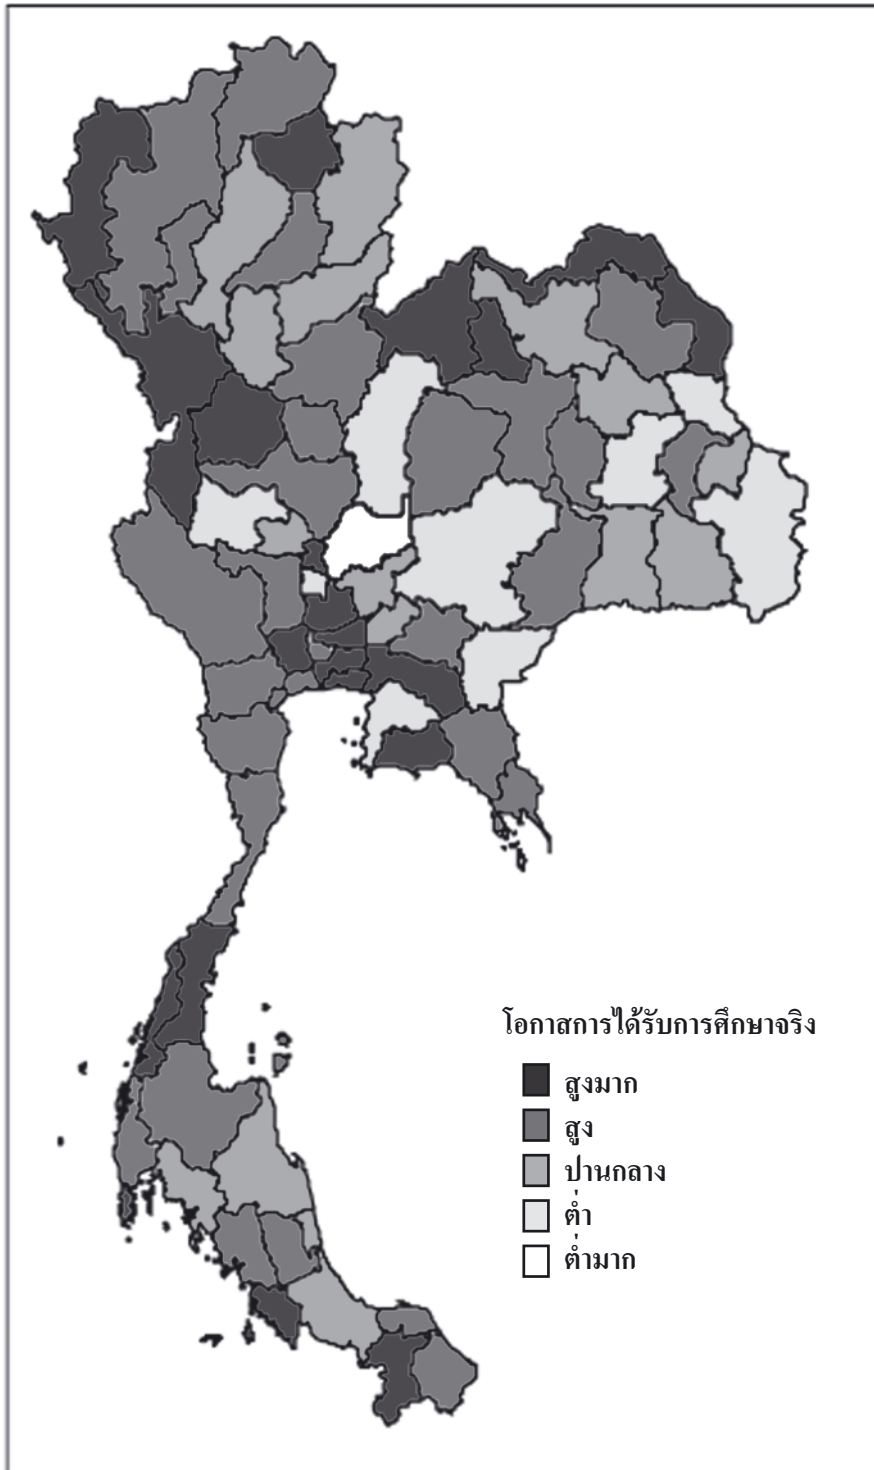 โอกาสการได้รับการศึกษาจริง
สูงมาก
สูง
ปานกลาง
ต่ำ
ต่ำมาก